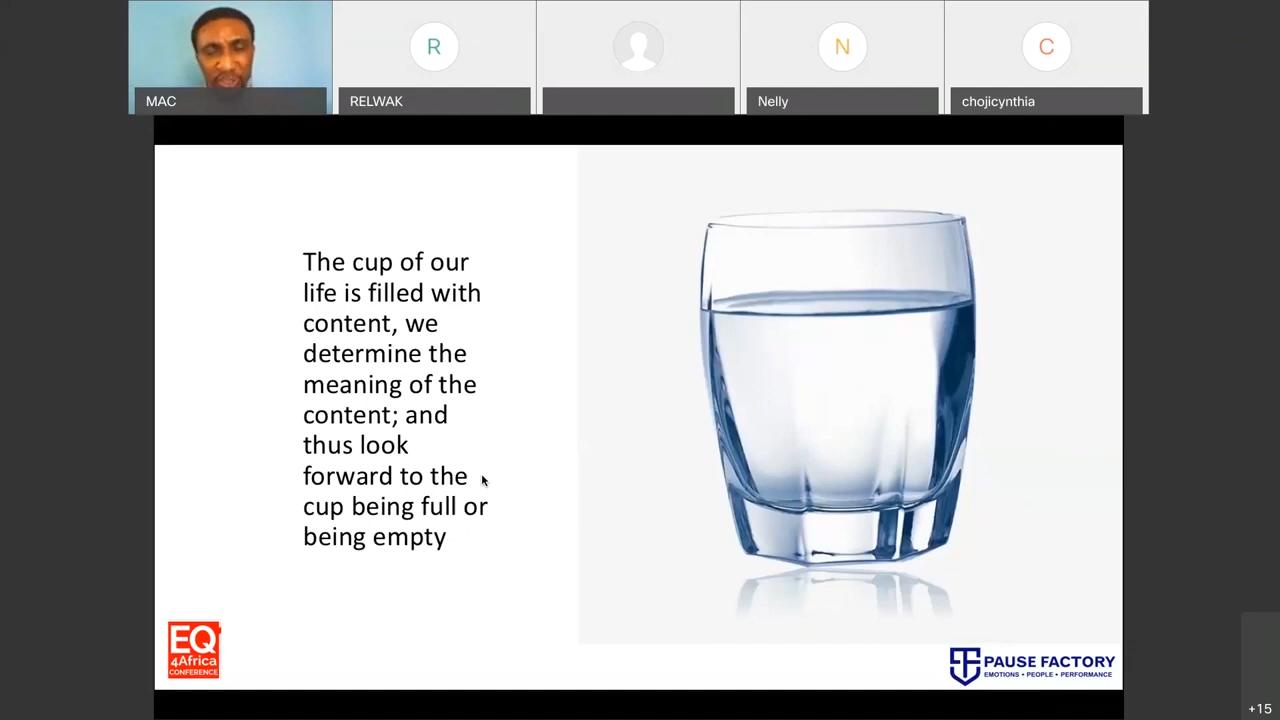 R
N
C
MAC
RELWAK
Nelly
chojicynthia
The cup of our
life is filled with
content, we
determine the
meaning of the
content; and
thus look
forward to the
cup being full or
being empty
EQ
4Africa
CONFERENCE
PAUSE FACTORY
EMOTIONS • PEOPLE • PERFORMANCE
+15